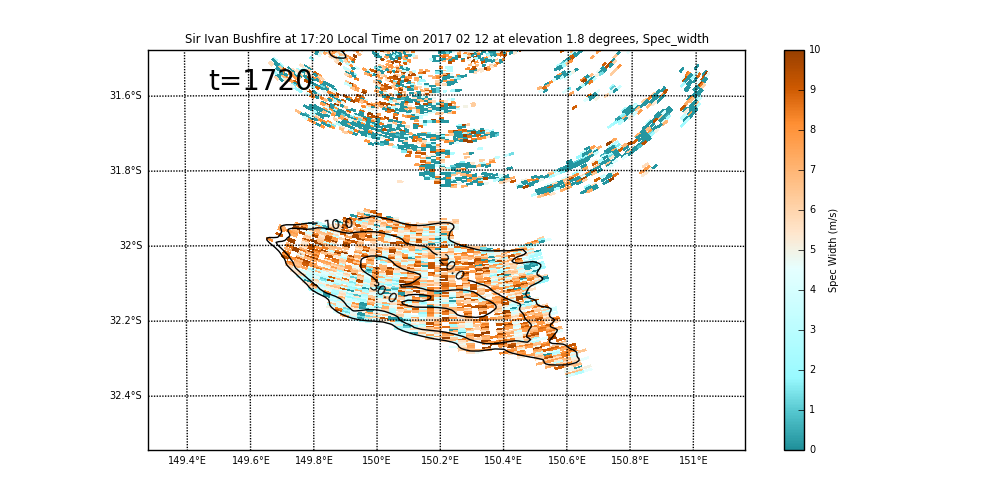 Sir Ivan Bushfire at 17:20 Local Time on 2017 02 12 at elevation 1.8 degrees, Spec_width
t=1720
31.6°S
31.8°S
32°S
32.2°S
32.4°S
10.0
20.0
30.0
149.4°E 149.6°E 149.8°E 150°E 150.2°E 150.4°E 150.6°E 150.8°E 151°E
10
9
8
7
6
5
4
3
2
1
0
Spec Width (m/s)